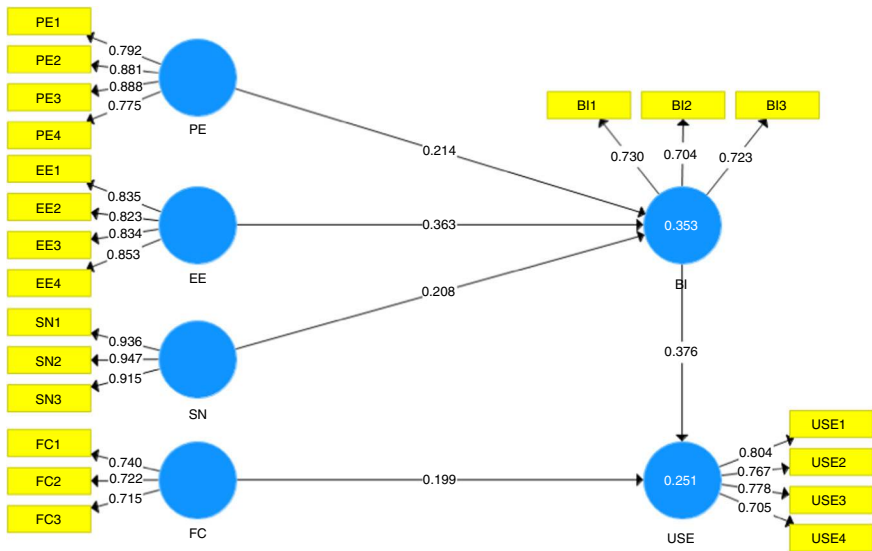 PE1
PE2
PE3
PE4
0.792
0.881
0.888
0.775
PE
EE1
EE2
EE3
EE4
0.835
0.823
0.834
0.853
EE
SN1
SN2
SN3
0.936
0.947
0.915
SN
FC1
FC2
FC3
0.740
0.722
0.715
FC
0.214
0.363
0.208
0.199
BI1 BI2 BI3
0.730 0.704 0.723
0.353
BI
0.376
0.251
USE
0.804
0.767
0.778
0.705
USE1
USE2
USE3
USE4